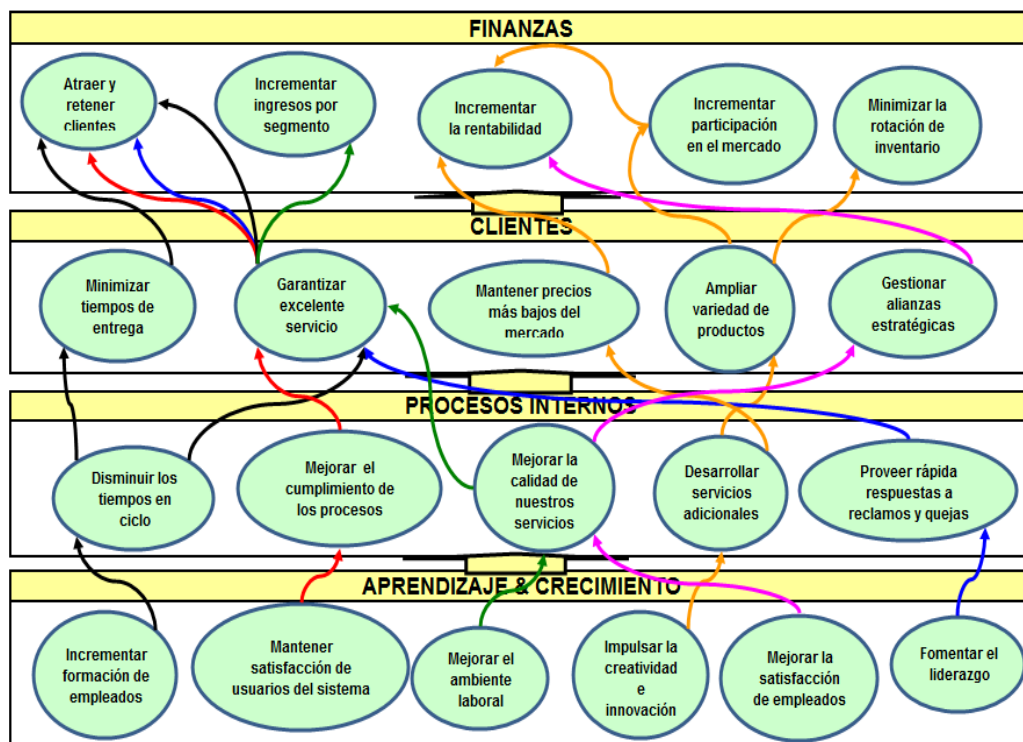 FINANZAS
Atraer y
retener
clientes
Incrementar
ingresos por
segmento
Incrementar
la rentabilidad
Incrementar
participación
en el mercado
Minimizar la
rotación de
inventario
CLIENTES
Minimizar
tiempos de
entrega
Garantizar
excelente
servicio
Mantener precios
más bajos del
mercado
Ampliar
variedad de
productos
Gestionar
alianzas
estratégicas
PROCESOS INTERNOS
Disminuir los
tiempos en
ciclo
Mejorar el
cumplimiento de
los procesos
Mejorar la
calidad de
nuestros
servicios
Desarrollar
servicios
adicionales
Proveer rápida
respuestas a
reclamos y quejas
APRENDIZAJE & CRECIMIENTO
Incrementar
formación de
empleados
Mantener
satisfacción de
usuarios del sistema
Mejorar el
ambiente
laboral
Impulsar la
creatividad
e
innovación
Mejorar la
satisfacción
de empleados
Fomentar el
liderazgo